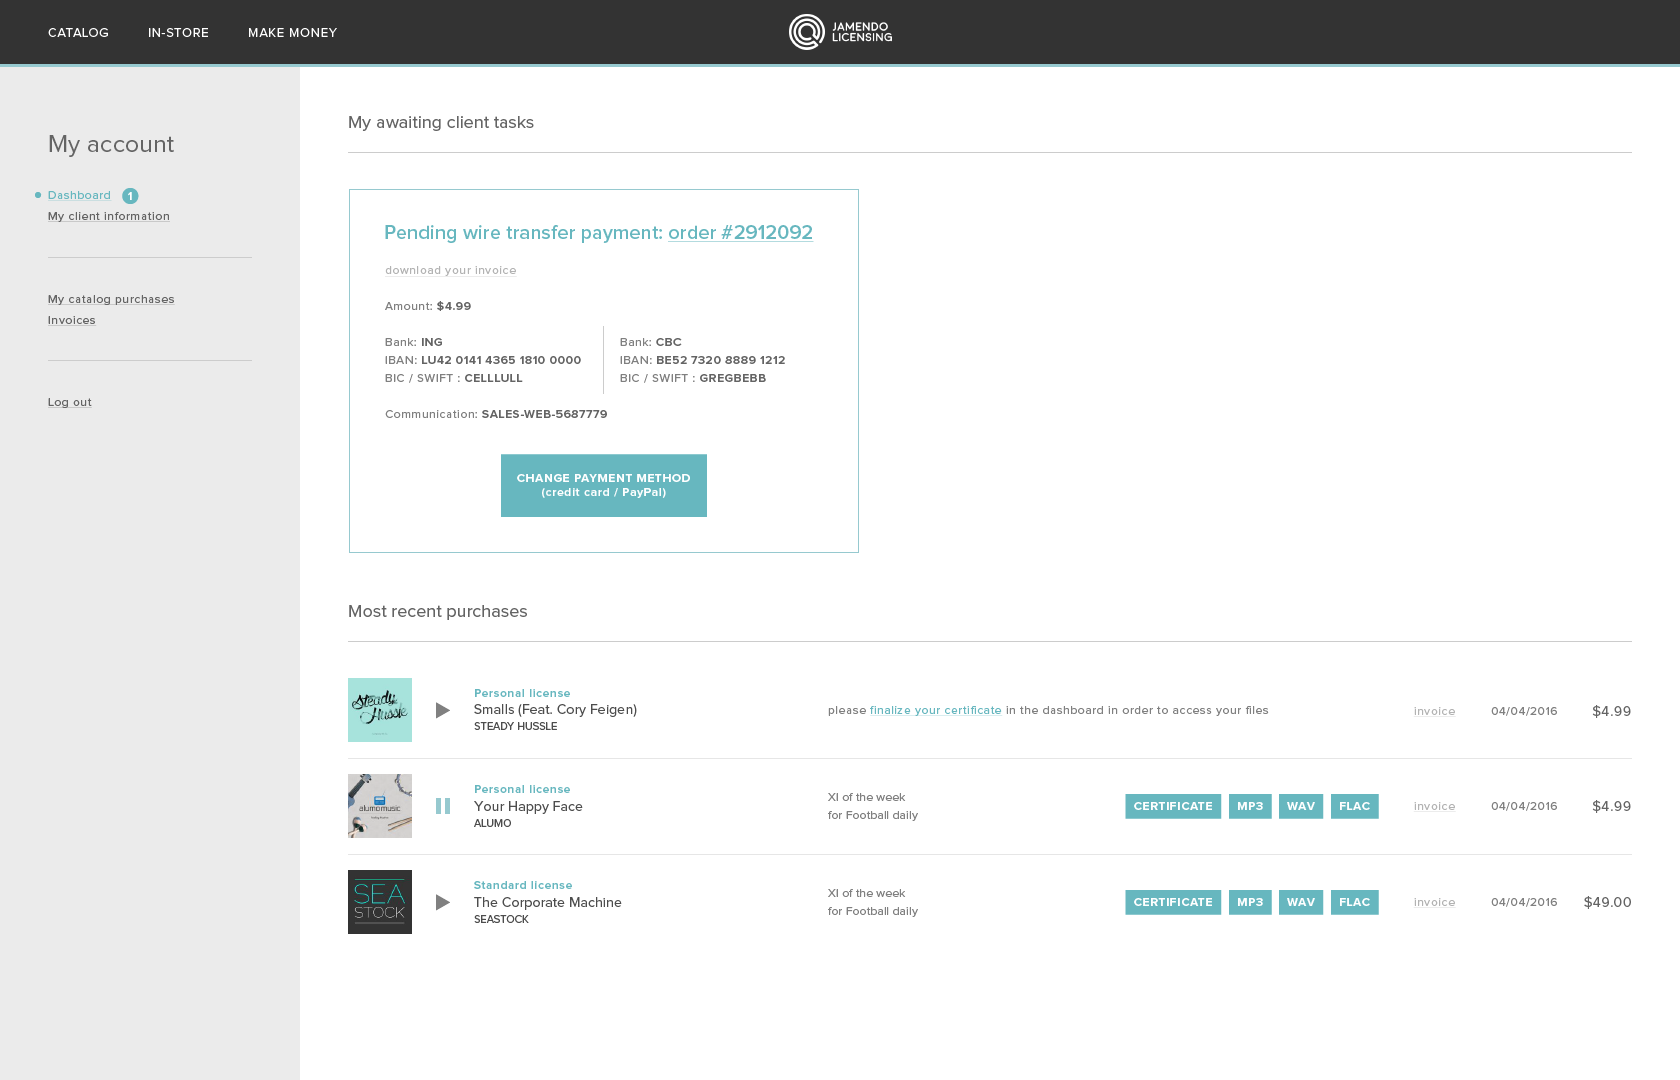 CATALOG
IN-STORE
MAKE MONEY
JAMENDO
LICENSING
My account
Dashboard 1
My client information
My catalog purchases
Invoices
Log out
My awaiting client tasks
Pending wire transfer payment: order #2912092
download your invoice
Amount: $4.99
Bank: ING
IBAN: LU42 0141 4365 1810 0000
BIC / SWIFT : CELLLULL
Bank: CBC
IBAN: BE52 7320 8889 1212
BIC / SWIFT : GREGBEBB
Communication: SALES-WEB-5687779
CHANGE PAYMENT METHOD
(credit card / PayPal)
Most recent purchases
Steady
Hussle
Personal license
Smalls (Feat. Cory Feigen)
STEADY HUSSLE
please finalize your certificate in the dashboard in order to access your files
invoice
04/04/2016
$4.99
alumomusic
Personal license
Your Happy Face
ALUMO
XI of the week
for Football daily
CERTIFICATE
MP3
WAV
FLAC
invoice
04/04/2016
$4.99
SEA
STOCK
Standard license
The Corporate Machine
SEASTOCK
XI of the week
for Football daily
CERTIFICATE
MP3
WAV
FLAC
invoice
04/04/2016
$49.00